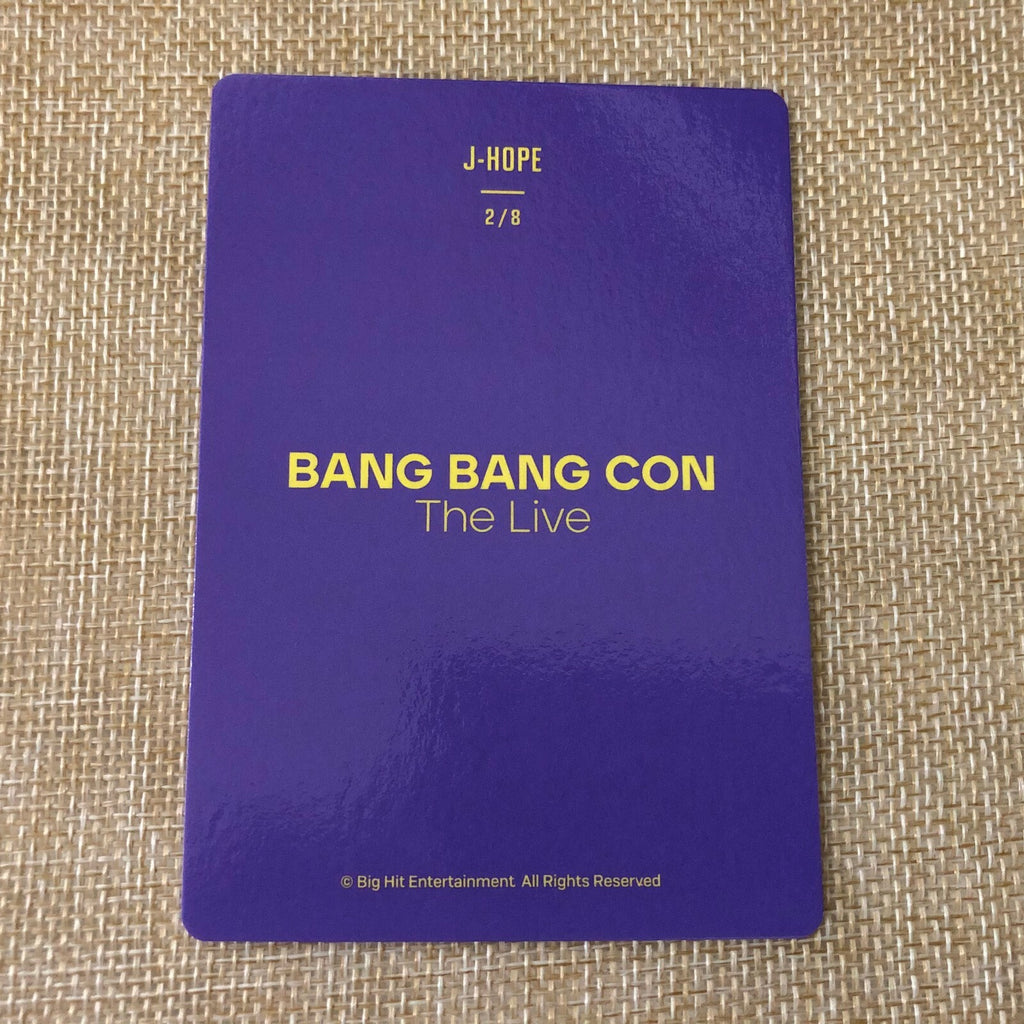 J-HOPE
2/8
BANG BANG CON
The Live
© Big Hit Entertainment. All Rights Reserved